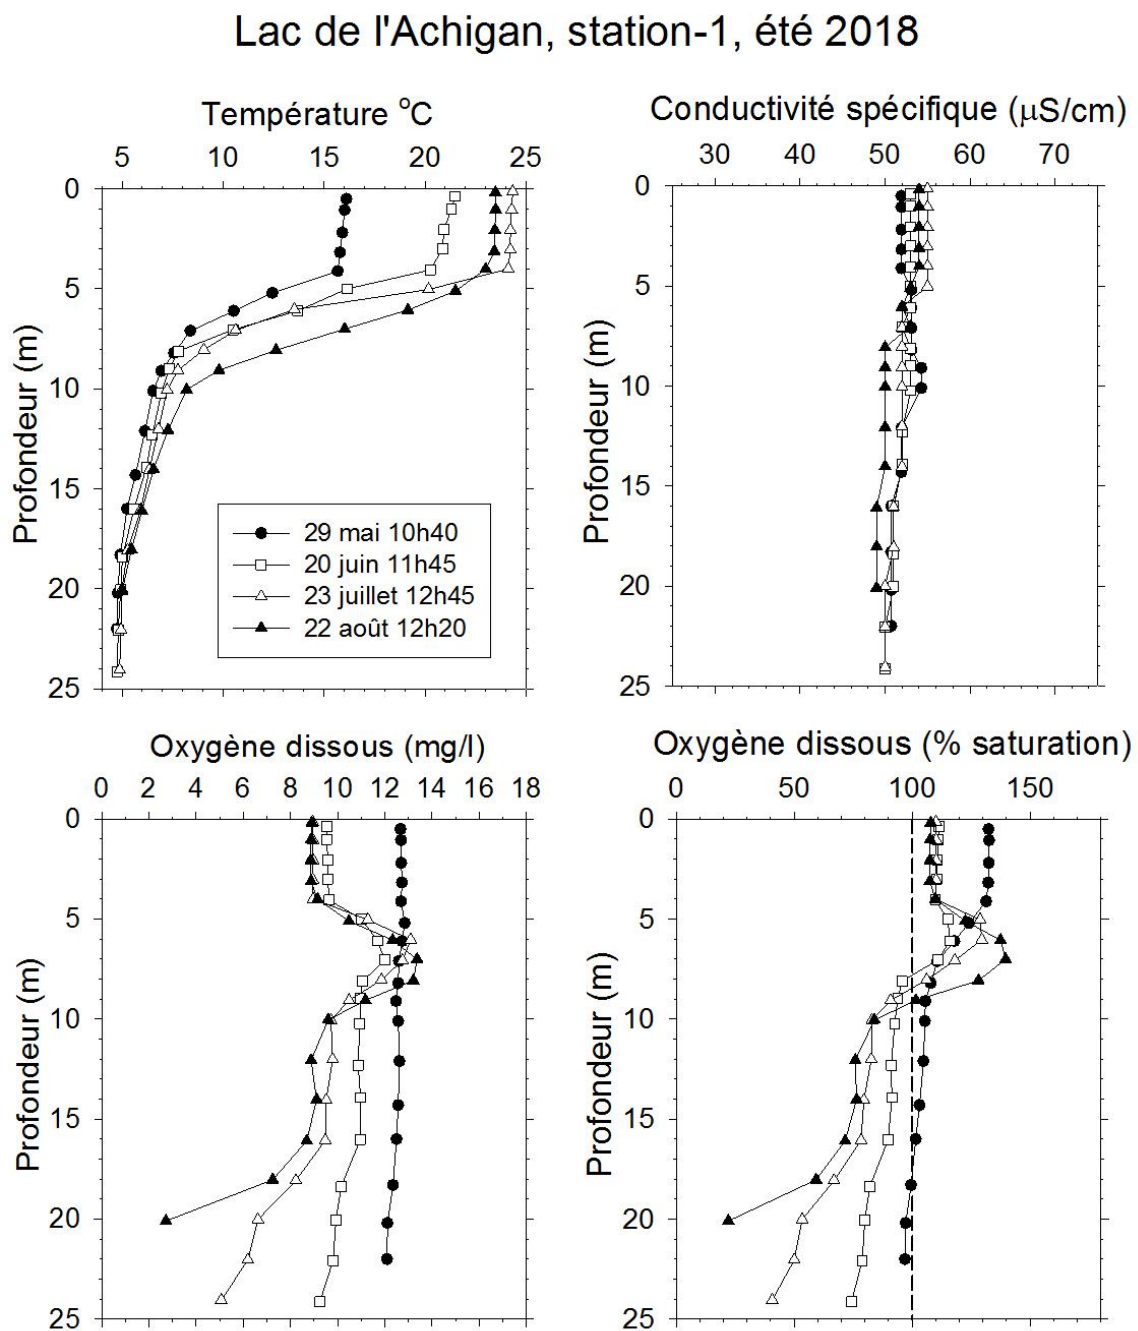 Lac de l'Achigan, station-1, été 2018
Température °C
5 10 15 20 25
Profondeur (m)
0
5
10
15
20
25
29 mai 10h40
20 juin 11h45
23 juillet 12h45
22 août 12h20
Conductivité spécifique (µS/cm)
30 40 50 60 70
Profondeur (m)
0
5
10
15
20
25
Oxygène dissous (mg/l)
0 2 4 6 8 10 12 14 16 18
Profondeur (m)
0
5
10
15
20
25
Oxygène dissous (% saturation)
0 50 100 150
Profondeur (m)
0
5
10
15
20
25